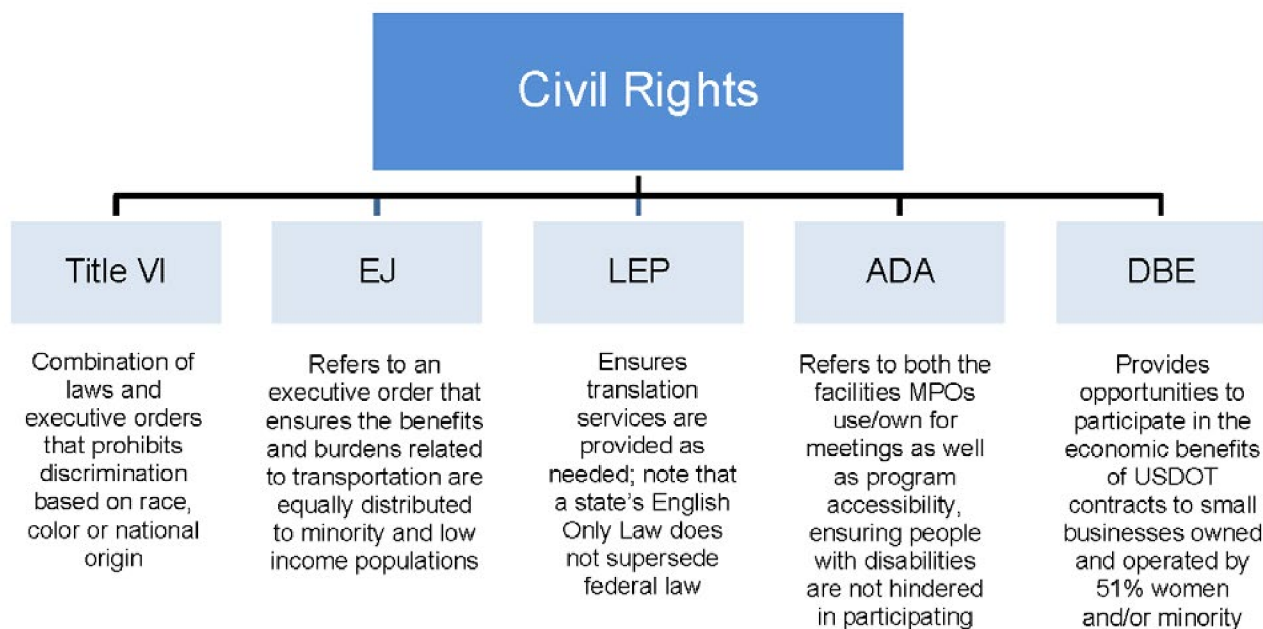 Civil Rights
Title VI
EJ
LEP
ADA
DBE
Combination of
laws and
executive orders
that prohibits
discrimination
based on race,
color or national
origin
Refers to an
executive order that
ensures the benefits
and burdens related
to transportation are
equally distributed
to minority and low
income populations
Ensures
translation
services are
provided as
needed; note that
a state's English
Only Law does
not supersede
federal law
Refers to both the
facilities MPOs
use/own for
meetings as well
as program
accessibility,
ensuring people
with disabilities
are not hindered
in participating
Provides
opportunities to
participate in the
economic benefits
of USDOT
contracts to small
businesses owned
and operated by
51% women
and/or minority